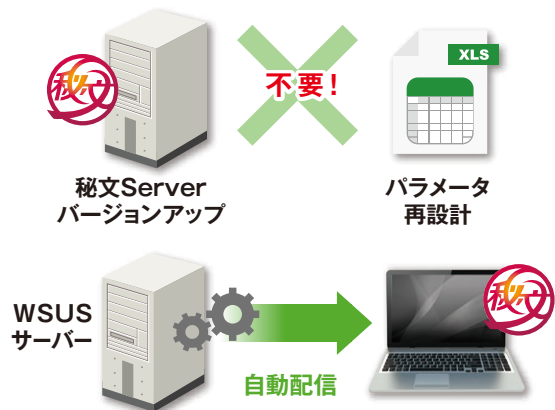 秘文
不要!
XLS
秘文Server
バージョンアップ
パラメータ
再設計
WSUS
サーバー
自動配信
秘文